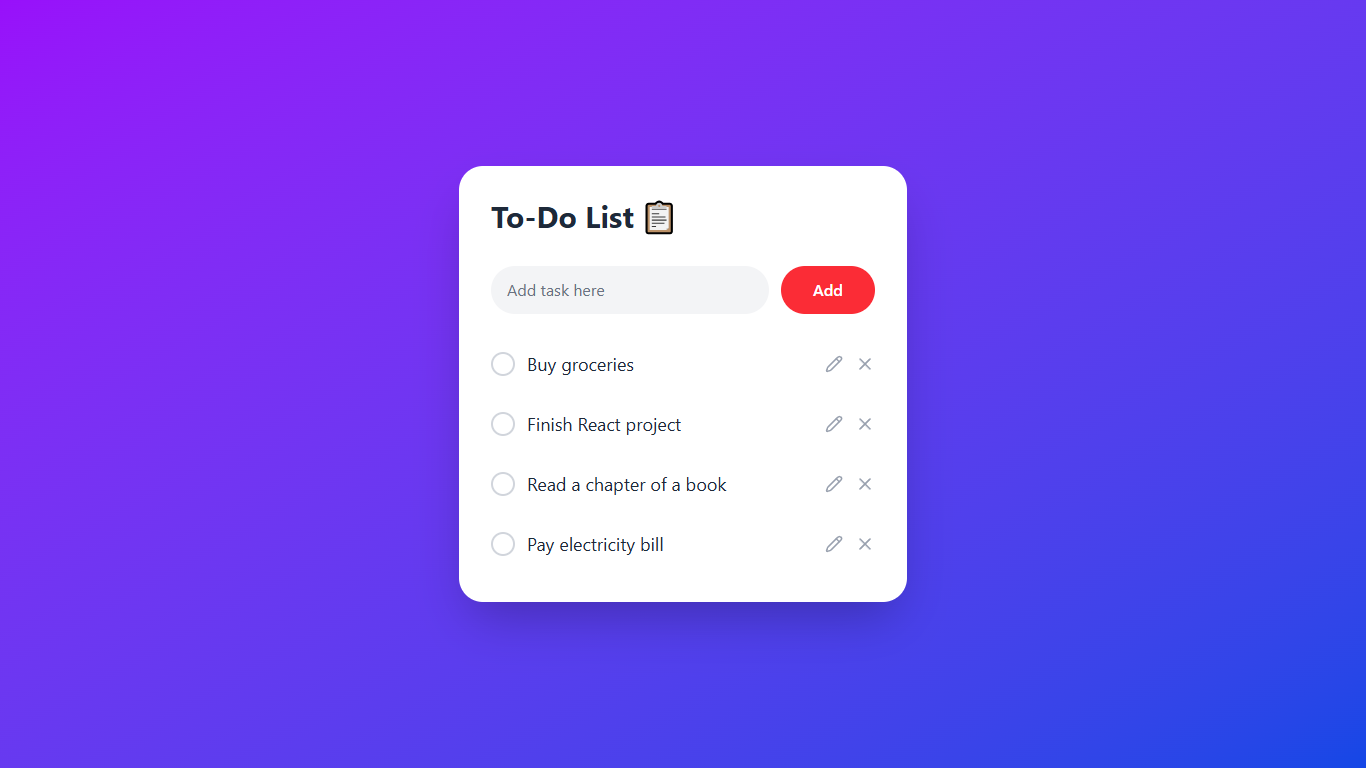 To-Do List 📋
Add task here
Add
Buy groceries
Finish React project
Read a chapter of a book
Pay electricity bill